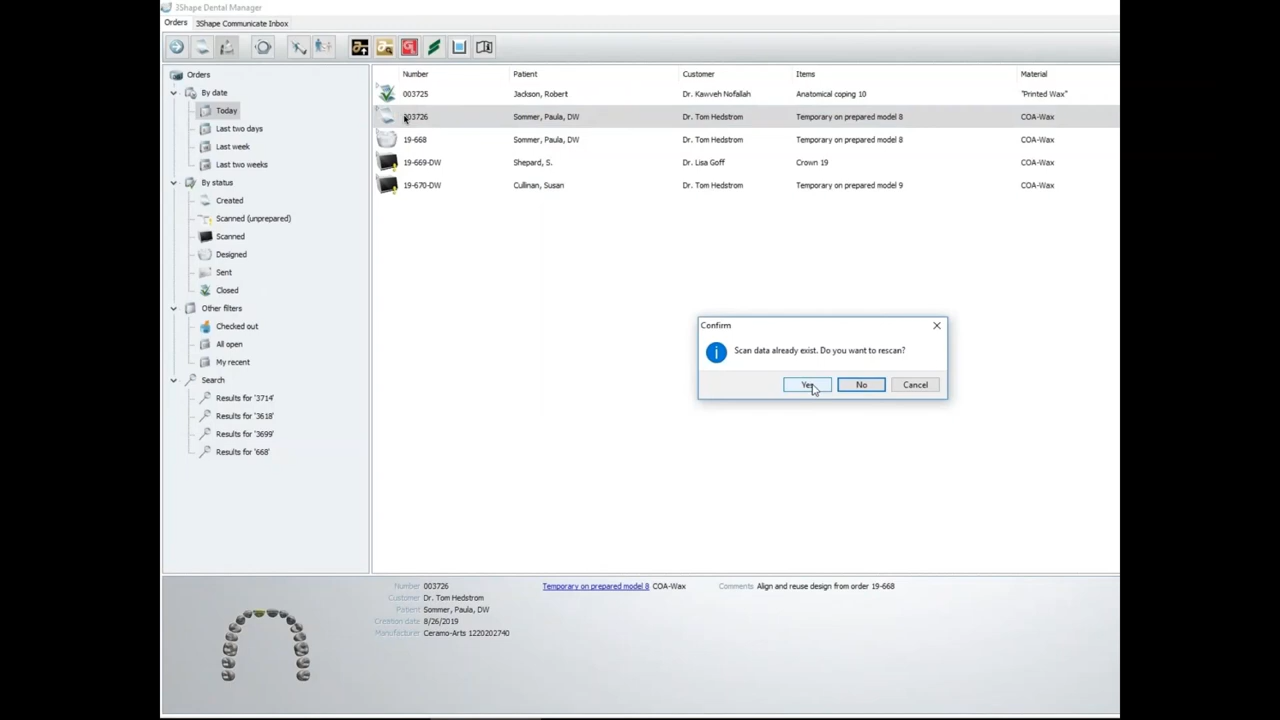 3Shape Dental Manager
Orders 3Shape Communicate Inbox
Orders
By date
Today
Last two days
Last week
Last two weeks
By status
Created
Scanned (unprepared)
Scanned
Designed
Sent
Closed
Other filters
Checked out
All open
My recent
Search
Results for '3714'
Results for '3618'
Results for '3699'
Results for '668'
Number Patient Customer Items Material
003725 Jackson, Robert Dr. Kawveh Nofallah Anatomical coping 10 "Printed Wax"
003726 Sommer, Paula, DW Dr. Tom Hedstrom Temporary on prepared model 8 COA-Wax
19-668 Sommer, Paula, DW Dr. Tom Hedstrom Temporary on prepared model 8 COA-Wax
19-669-DW Shepard, S. Dr. Lisa Goff Crown 19 COA-Wax
19-670-DW Cullinan, Susan Dr. Tom Hedstrom Temporary on prepared model 9 COA-Wax
Confirm
Scan data already exist. Do you want to rescan?
Yes No Cancel
Number 003726 Temporary on prepared model 8 COA-Wax Comments Align and reuse design from order 19-668
Customer Dr. Tom Hedstrom
Patient Sommer, Paula, DW
Creation date 8/26/2019
Manufacturer Ceramo-Arts 1220202740